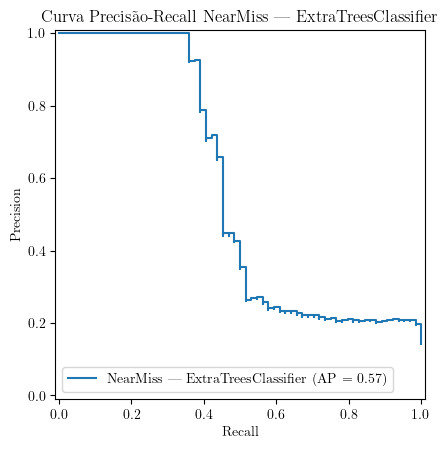 Curva Precisão-Recall NearMiss — ExtraTreesClassifier
1.0
0.8
0.6
0.4
0.2
0.0
Precision
NearMiss — ExtraTreesClassifier (AP = 0.57)
0.0 0.2 0.4 0.6 0.8 1.0
Recall